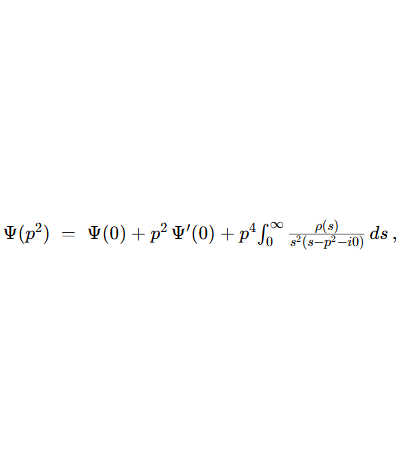 Ψ(p²) = Ψ(0) + p² Ψ′(0) + p⁴ ∫₀^∞ ρ(s) / (s²(s−p²−i0)) ds ,